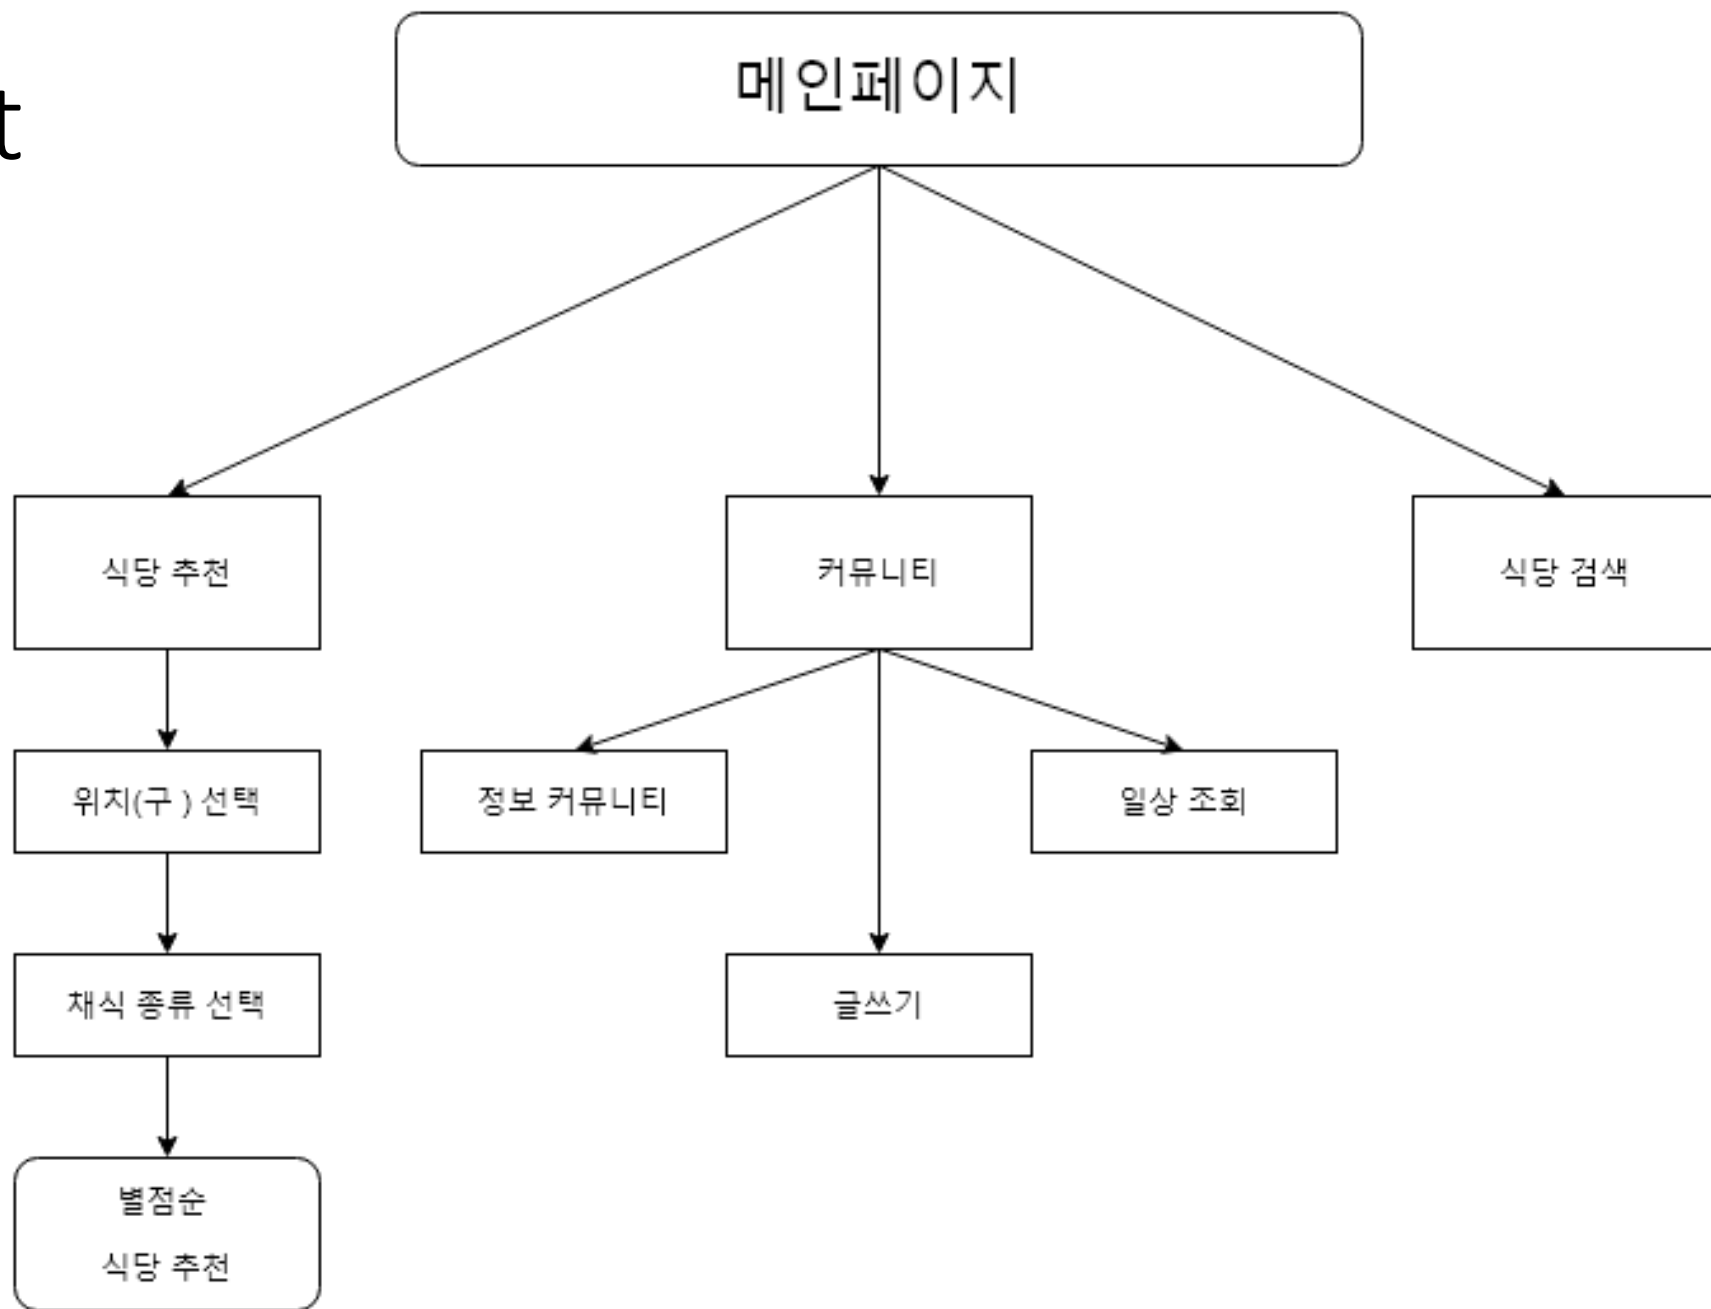 t
메인페이지
식당 추천
커뮤니티
식당 검색
위치(구 ) 선택
정보 커뮤니티
일상 조회
채식 종류 선택
글쓰기
별점순
식당 추천